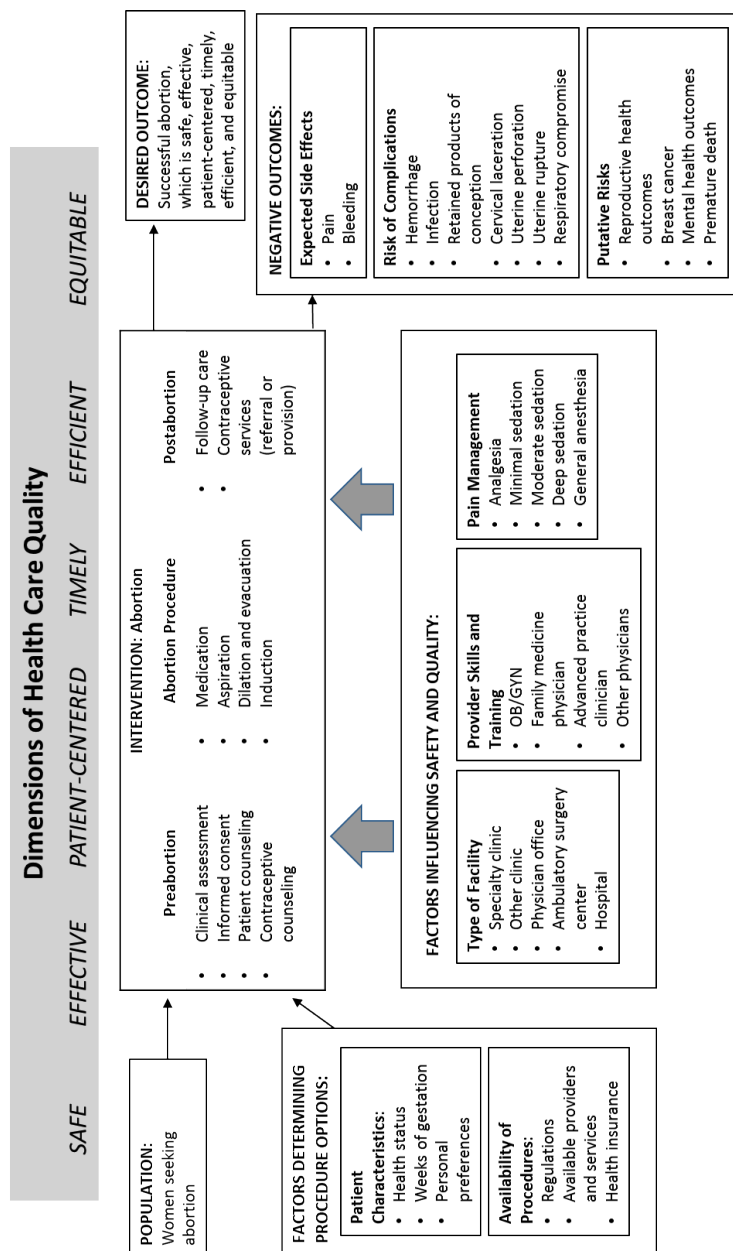 Dimensions of Health Care Quality
SAFE EFFECTIVE PATIENT-CENTERED TIMELY EFFICIENT EQUITABLE
POPULATION:
Women seeking
abortion
FACTORS DETERMINING
PROCEDURE OPTIONS:
Patient
Characteristics:
• Health status
• Weeks of gestation
• Personal
preferences
Availability of
Procedures:
• Regulations
• Available providers
and services
• Health insurance
INTERVENTION: Abortion
Preabortion
• Clinical assessment
• Informed consent
• Patient counseling
• Contraceptive
counseling
Abortion Procedure
• Medication
• Aspiration
• Dilation and evacuation
• Induction
Postabortion
• Follow-up care
• Contraceptive
services
(referral or
provision)
FACTORS INFLUENCING SAFETY AND QUALITY:
Type of Facility
• Specialty clinic
• Other clinic
• Physician office
• Ambulatory surgery
center
• Hospital
Provider Skills and
Training
• OB/GYN
• Family medicine
physician
• Advanced practice
clinician
• Other physicians
Pain Management
• Analgesia
• Minimal sedation
• Moderate sedation
• Deep sedation
• General anesthesia
DESIRED OUTCOME:
Successful abortion,
which is safe, effective,
patient-centered, timely,
efficient, and equitable
NEGATIVE OUTCOMES:
Expected Side Effects
• Pain
• Bleeding
Risk of Complications
• Hemorrhage
• Infection
• Retained products of
conception
• Cervical laceration
• Uterine perforation
• Uterine rupture
• Respiratory compromise
Putative Risks
• Reproductive health
outcomes
• Breast cancer
• Mental health outcomes
• Premature death